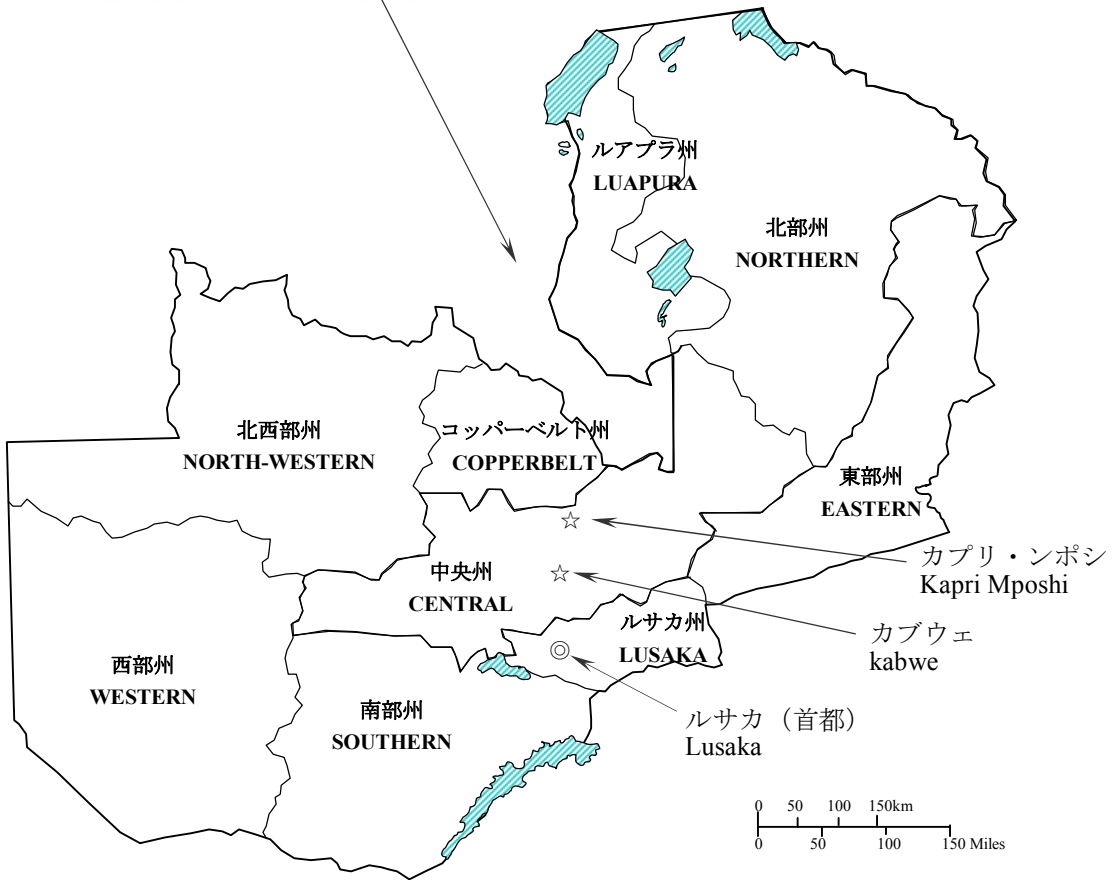 ルアプラ州
LUAPURA
北部州
NORTHERN
北西部州
NORTH-WESTERN
コッパーベルト州
COPPERBELT
東部州
EASTERN
カプリ・ンポシ
Kapri Mposhi
中央州
CENTRAL
ルサカ州
LUSAKA
カブウェ
kabwe
西部州
WESTERN
南部州
SOUTHERN
ルサカ（首都）
Lusaka
0 50 100 150km
0 50 100 150 Miles